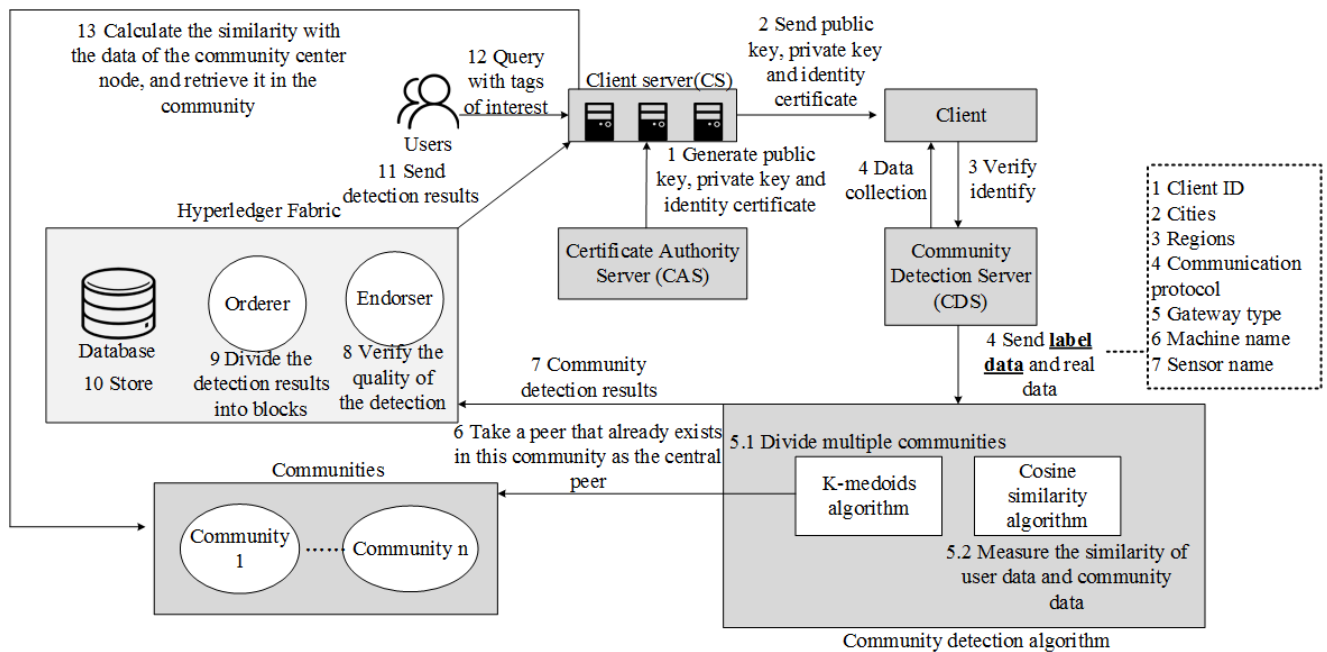 13 Calculate the similarity with
the data of the community center
node, and retrieve it in the
community
12 Query
with tags
of interest
Users
Client server(CS)
2 Send public
key, private key
and identity
certificate
Client
11 Send
detection results
1 Generate public
key, private key and
identity certificate
4 Data
collection
3 Verify
identify
Certificate Authority
Server (CAS)
Community
Detection Server
(CDS)
1 Client ID
2 Cities
3 Regions
4 Communication
protocol
5 Gateway type
6 Machine name
7 Sensor name
4 Send label
data and real
data
Hyperledger Fabric
Database
10 Store
Orderer
9 Divide the
detection results
into blocks
Endorser
8 Verify the
quality of
the detection
7 Community
detection results
6 Take a peer that already exists
in this community as the central
peer
Communities
Community
1
......
Community n
5.1 Divide multiple communities
K-medoids
algorithm
Cosine
similarity
algorithm
5.2 Measure the similarity of
user data and community
data
Community detection algorithm